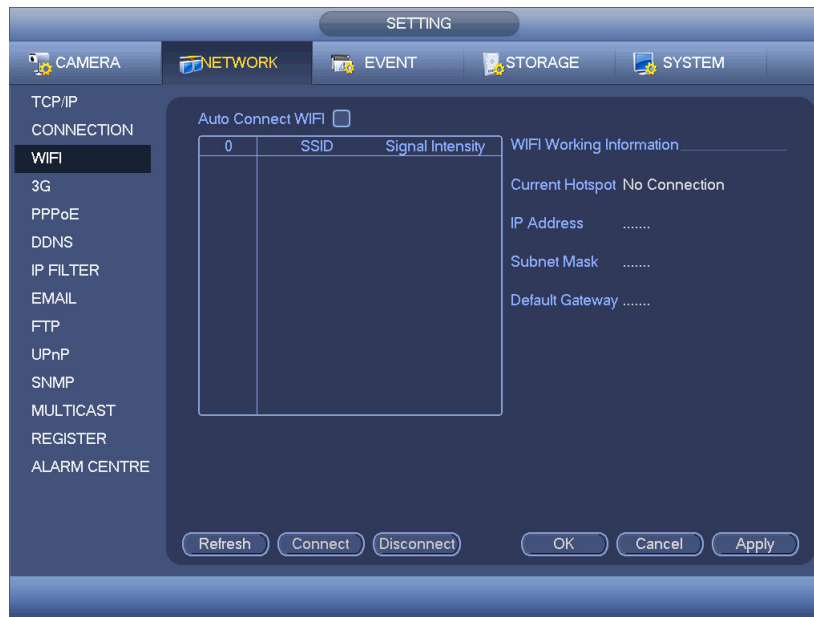 SETTING
CAMERA NETWORK EVENT STORAGE SYSTEM
TCP/IP
CONNECTION
WIFI
3G
PPPoE
DDNS
IP FILTER
EMAIL
FTP
UPnP
SNMP
MULTICAST
REGISTER
ALARM CENTRE
Auto Connect WIFI
0 SSID Signal Intensity
WIFI Working Information
Current Hotspot No Connection
IP Address .......
Subnet Mask .......
Default Gateway .......
Refresh Connect Disconnect OK Cancel Apply